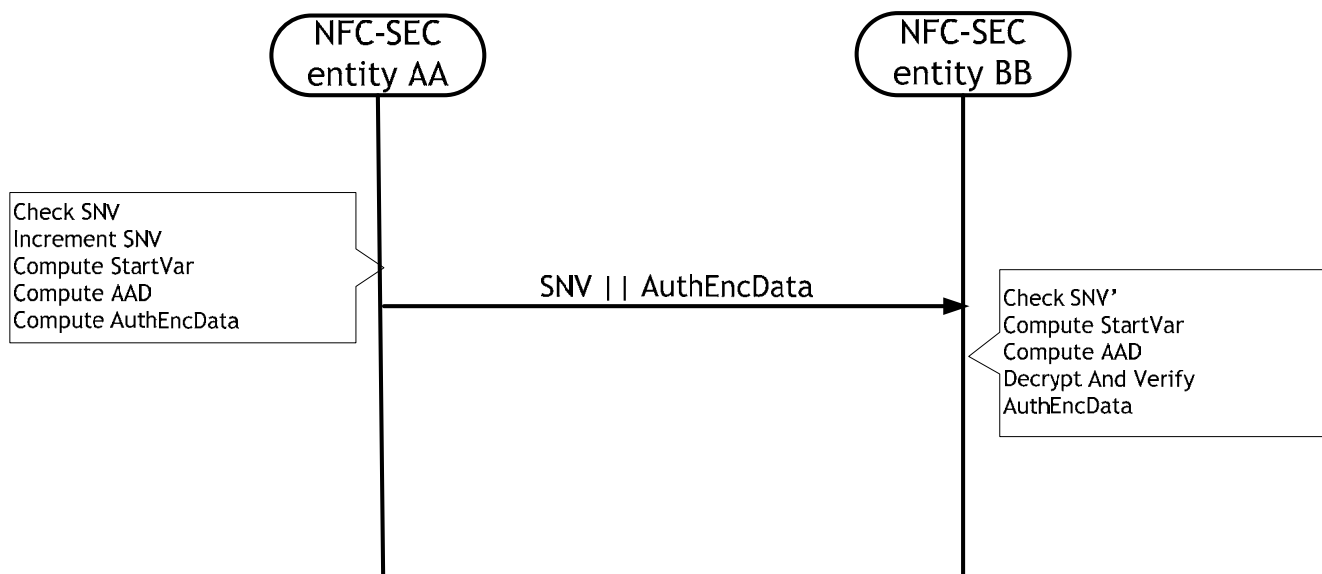 NFC-SEC
entity AA
NFC-SEC
entity BB
Check SNV
Increment SNV
Compute StartVar
Compute AAD
Compute AuthEncData
SNV || AuthEncData
Check SNV’
Compute StartVar
Compute AAD
Decrypt And Verify
AuthEncData